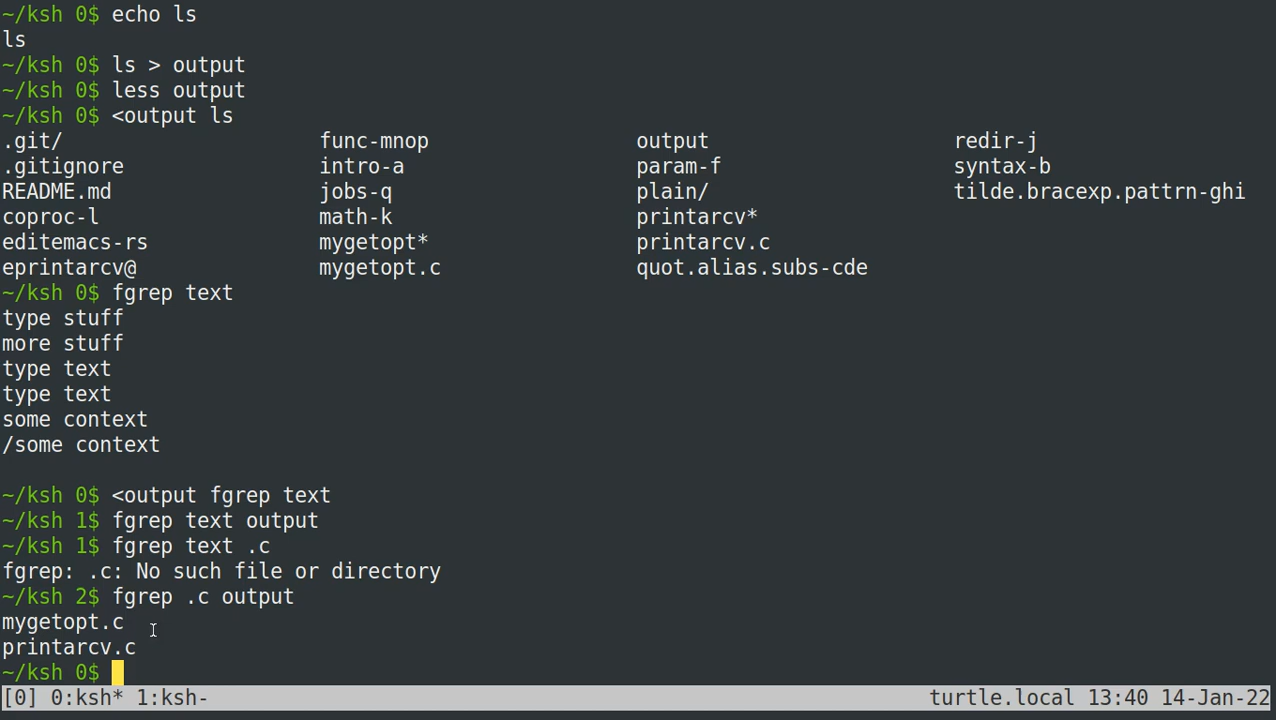 ~/ksh 0$ echo ls
ls
~/ksh 0$ ls > output
~/ksh 0$ less output
~/ksh 0$ <output ls
.git/ func-mnop output redir-j
.gitignore intro-a param-f syntax-b
README.md jobs-q plain/ tilde.bracexp.pattrn-ghi
coproc-l math-k printarcv*
editemacs-rs mygetopt* printarcv.c
eprintarcv@ mygetopt.c quot.alias.subs-cde
~/ksh 0$ fgrep text
type stuff
more stuff
type text
type text
some context
/some context
~/ksh 0$ <output fgrep text
~/ksh 1$ fgrep text output
~/ksh 1$ fgrep text .c
fgrep: .c: No such file or directory
~/ksh 2$ fgrep .c output
mygetopt.c
printarcv.c
~/ksh 0$
[0] 0:ksh* 1:ksh- turtle.local 13:40 14-Jan-22